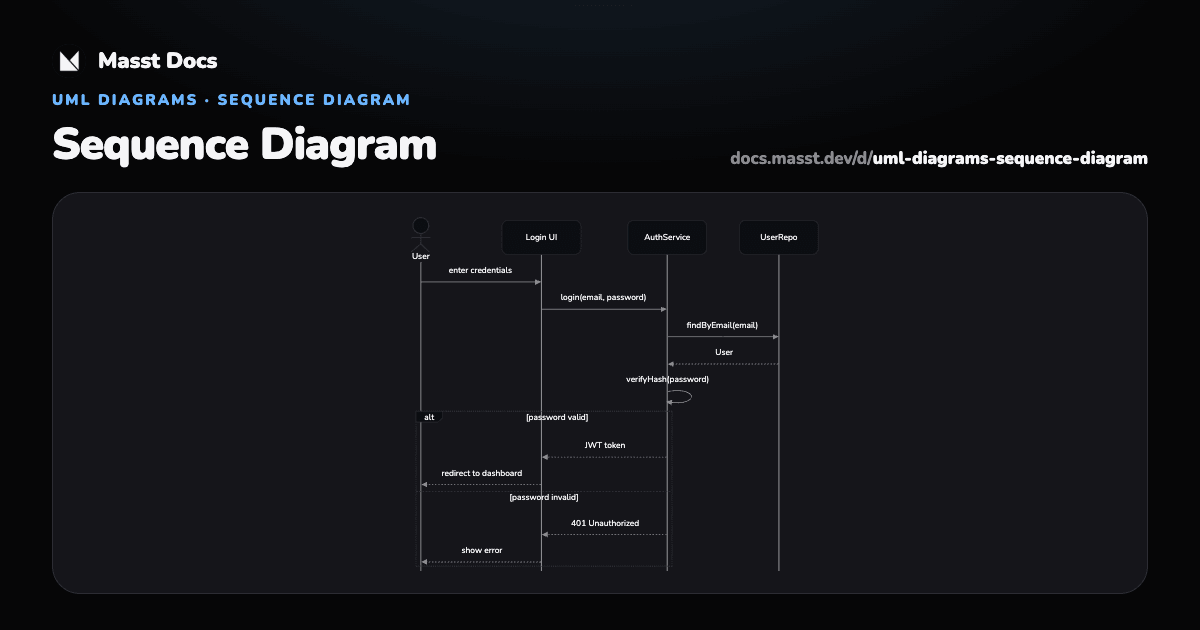 Masst Docs
UML DIAGRAMS · SEQUENCE DIAGRAM
Sequence Diagram
docs.masst.dev/d/uml-diagrams-sequence-diagram
User
Login UI
AuthService
UserRepo
enter credentials
login(email, password)
findByEmail(email)
User
verifyHash(password)
alt
[password valid]
JWT token
redirect to dashboard
[password invalid]
401 Unauthorized
show error